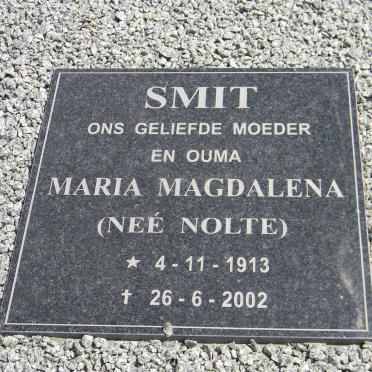 SMIT
ONS GELIEFDE MOEDER
EN OUMA
MARIA MAGDALENA
(NEÉ NOLTE)
★ 4-11-1913
✝ 26-6-2002